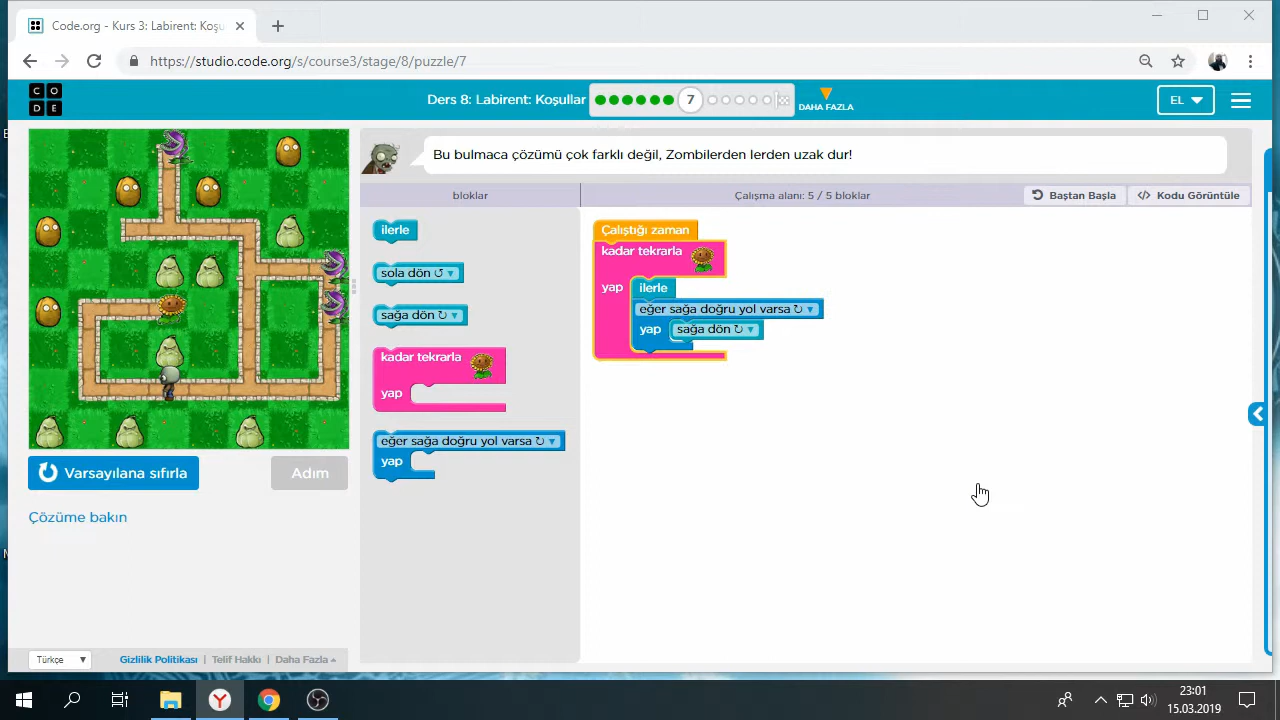 Code.org - Kurs 3: Labirent: Koşu
https://studio.code.org/s/course3/stage/8/puzzle/7
C O
D E
Ders 8: Labirent: Koşullar
7
DAHA FAZLA
EL
Bu bulmaca çözümü çok farklı değil, Zombilerden lerden uzak dur!
bloklar
Çalışma alanı: 5 / 5 bloklar
Baştan Başla
Kodu Görüntüle
ilerle
sola dön
sağa dön
kadar tekrarla
yap
eğer sağa doğru yol varsa
yap
Çalıştığı zaman
kadar tekrarla
yap
ilerle
eğer sağa doğru yol varsa
yap
sağa dön
Varsayılana sıfırla
Adım
Çözüme bakın
Türkçe
Gizlilik Politikası | Telif Hakkı | Daha Fazla
23:01
15.03.2019